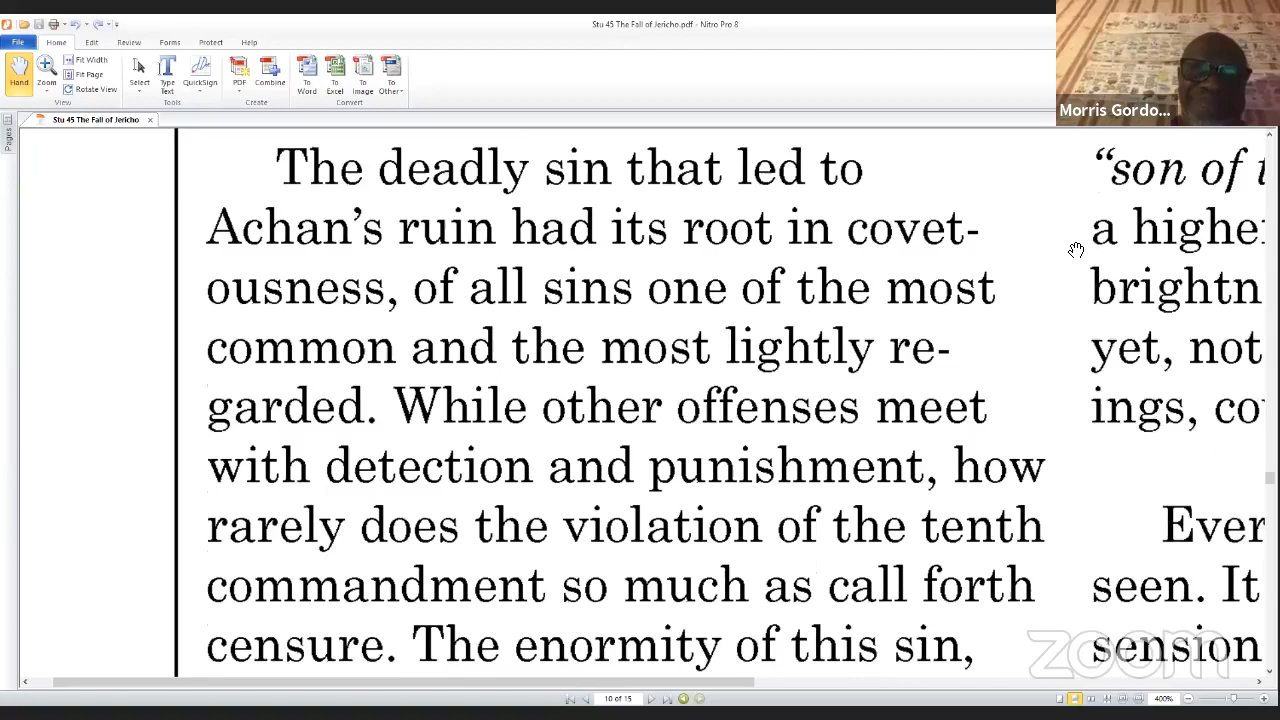 Stu 45 The Fall of Jericho.pdf - Nitro Pro 8
File Home Edit Review Forms Protect Help
Hand
Zoom
Fit Width
Fit Page
Rotate View
View
Select
Type Text
QuickSign
Tools
PDF
Combine
Create
To Word
To Excel
To Image
To Other
Convert
Morris Gordo...
Stu 45 The Fall of Jericho
Pages
The deadly sin that led to
Achan’s ruin had its root in covet-
ousness, of all sins one of the most
common and the most lightly re-
garded. While other offenses meet
with detection and punishment, how
rarely does the violation of the tenth
commandment so much as call forth
censure. The enormity of this sin,
“son of
a highe
brightn
yet, not
ings, co
Ever
seen. It
sension
zoom
10 of 15
400%